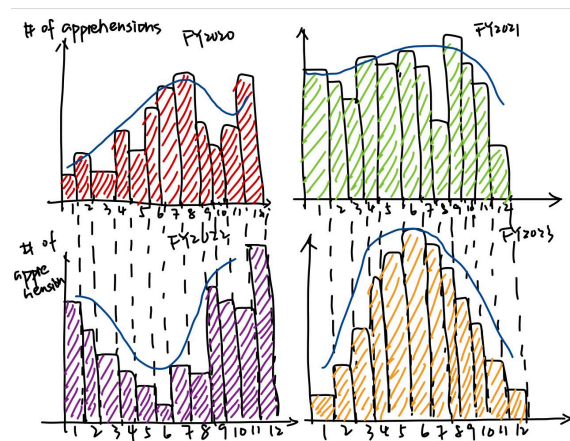 # of apprehensions
FY2020
1 2 3 4 5 6 7 8 9 10 11 12
FY2021
1 2 3 4 5 6 7 8 9 10 11 12
# of
appre
hension
FY2022
1 2 3 4 5 6 7 8 9 10 11 12
FY2023
1 2 3 4 5 6 7 8 9 10 11 12